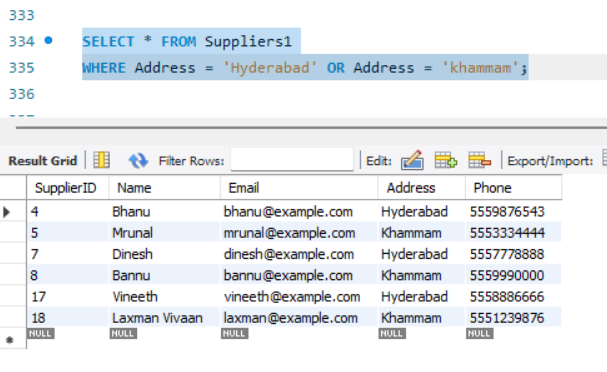 333
334 SELECT * FROM Suppliers1
335 WHERE Address = 'Hyderabad' OR Address = 'khammam';
336
Result Grid Filter Rows: Edit: Export/Import:
SupplierID Name Email Address Phone
4 Bhanu bhanu@example.com Hyderabad 5559876543
5 Mrunal mrunal@example.com Khammam 5553334444
7 Dinesh dinesh@example.com Hyderabad 5557778888
8 Bannu bannu@example.com Khammam 5559990000
17 Vineeth vineeth@example.com Hyderabad 5558886666
18 Laxman Vivaan laxman@example.com Khammam 5551239876
NULL NULL NULL NULL NULL